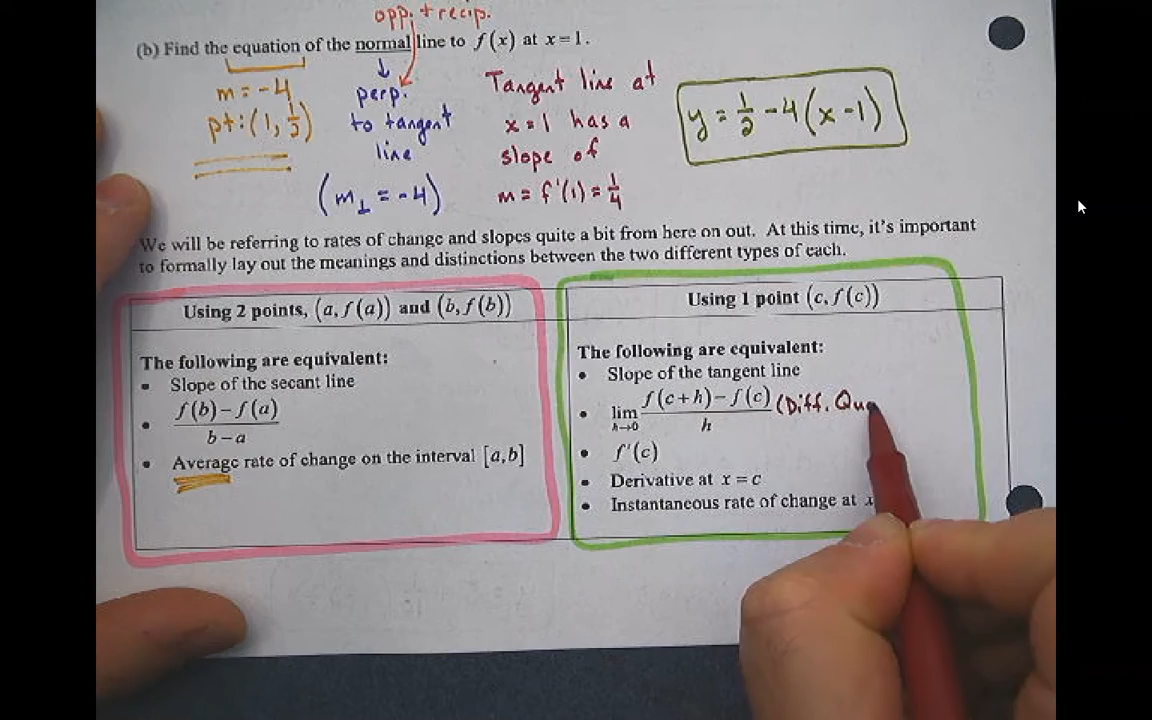 opp. + recip.
(b) Find the equation of the normal line to f(x) at x=1.
m = -4
pt: (1, 1/2)
perp.
to tangent
line
(m⊥ = -4)
Tangent line at
x = 1 has a
slope of
m = f'(1) = 1/4
y = 1/2 - 4(x - 1)
We will be referring to rates of change and slopes quite a bit from here on out. At this time, it's important
to formally lay out the meanings and distinctions between the two different types of each.
Using 2 points, (a, f(a)) and (b, f(b))
The following are equivalent:
▪ Slope of the secant line
▪ f(b)-f(a) / b-a
▪ Average rate of change on the interval [a,b]
Using 1 point (c, f(c))
The following are equivalent:
▪ Slope of the tangent line
▪ lim h→0 f(c+h)-f(c) / h (Diff. Quo
▪ f'(c)
▪ Derivative at x = c
▪ Instantaneous rate of change at x